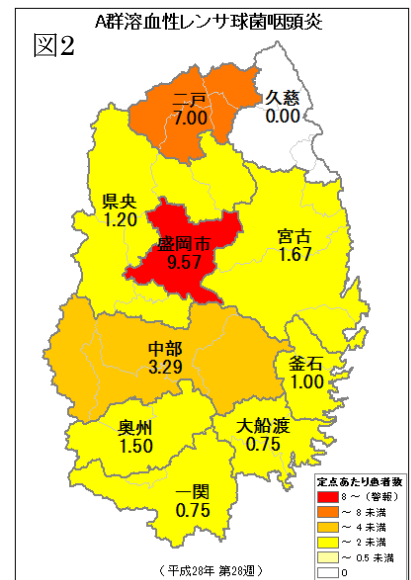 A群溶血性レンサ球菌咽頭炎
図2
二戸
7.00
久慈
0.00
県央
1.20
盛岡市
9.57
宮古
1.67
中部
3.29
釜石
1.00
奥州
1.50
大船渡
0.75
一関
0.75
定点あたり患者数
8 ～ (警報)
～ 8 未満
～ 4 未満
～ 2 未満
～ 0.5 未満
0
(平成28年 第28週)